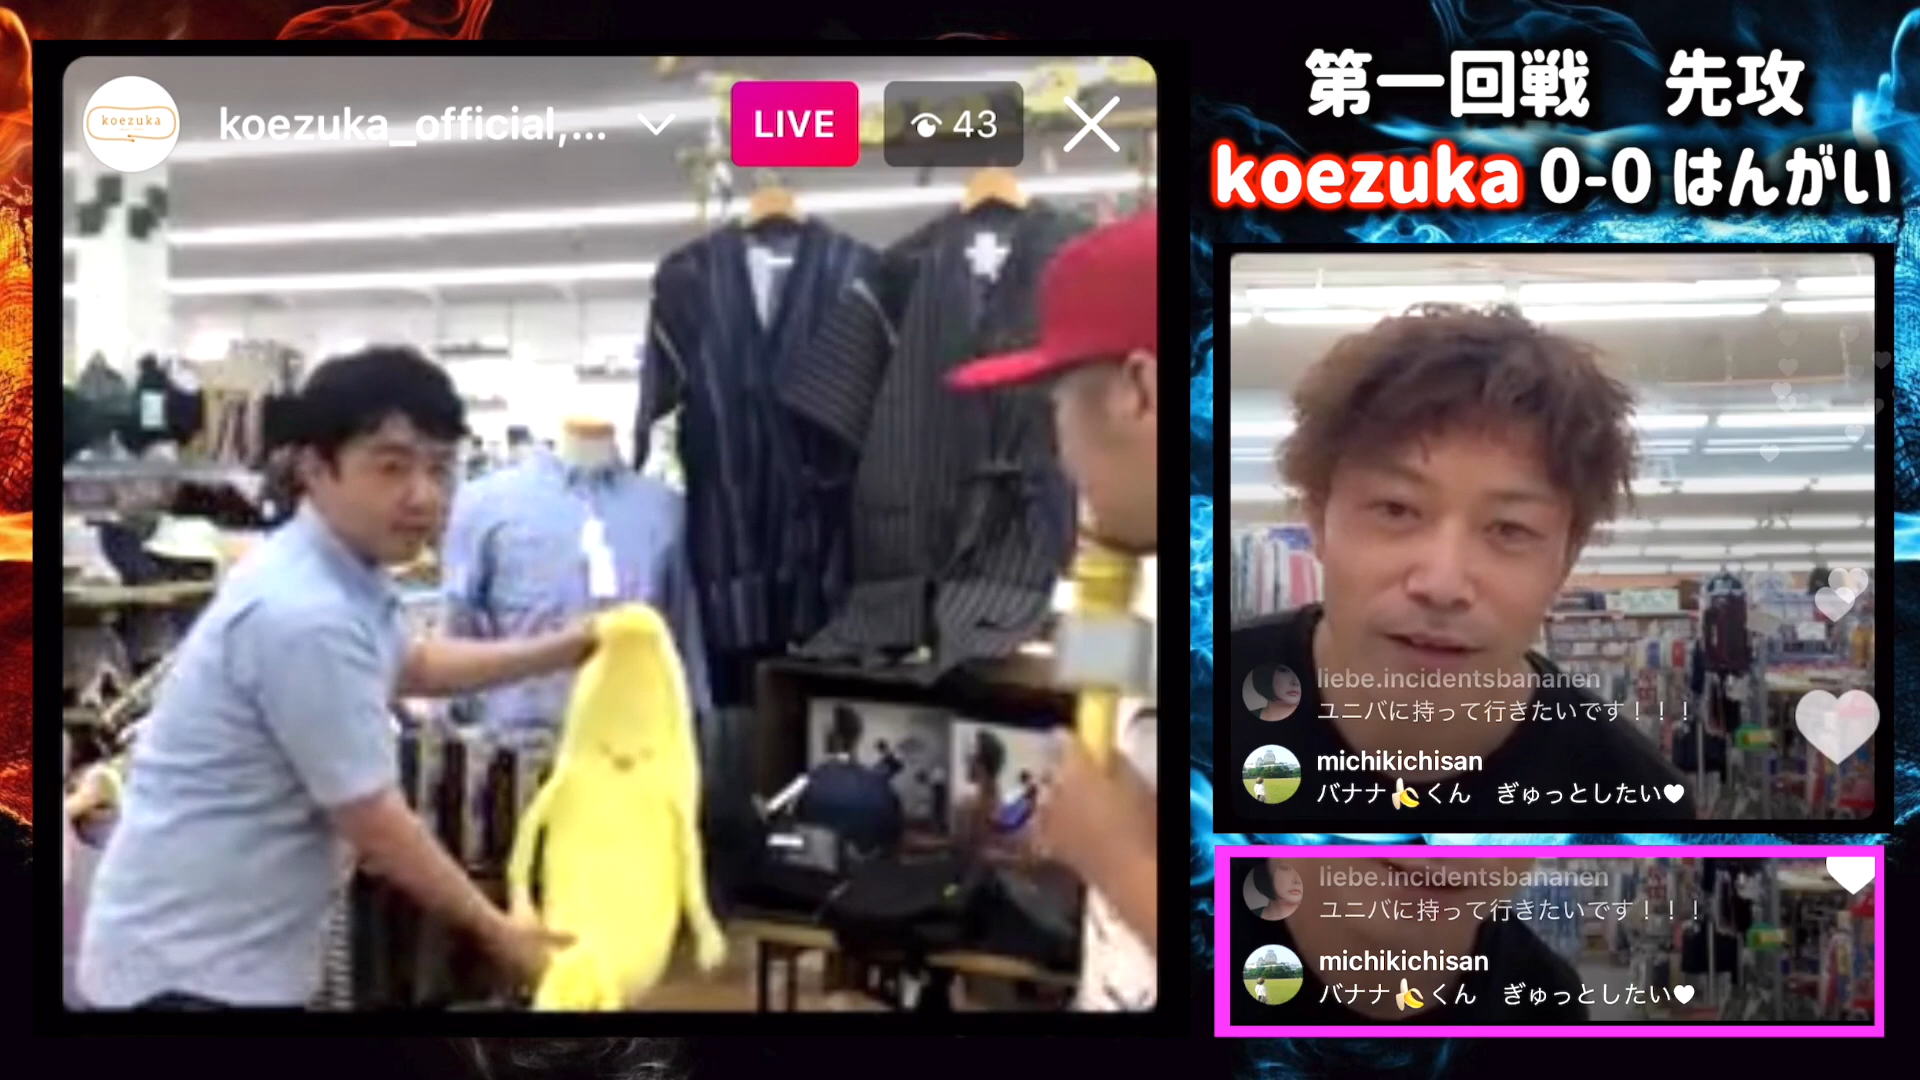 koezuka
koezuka_official,...
LIVE
43
第一回戦 先攻
koezuka 0-0 はんがい
liebe.incidentsbananen
ユニバに持って行きたいです！！！
michikichisan
バナナ🍌くん ぎゅっとしたい🤍
liebe.incidentsbananen
ユニバに持って行きたいです！！！
michikichisan
バナナ🍌くん ぎゅっとしたい🤍